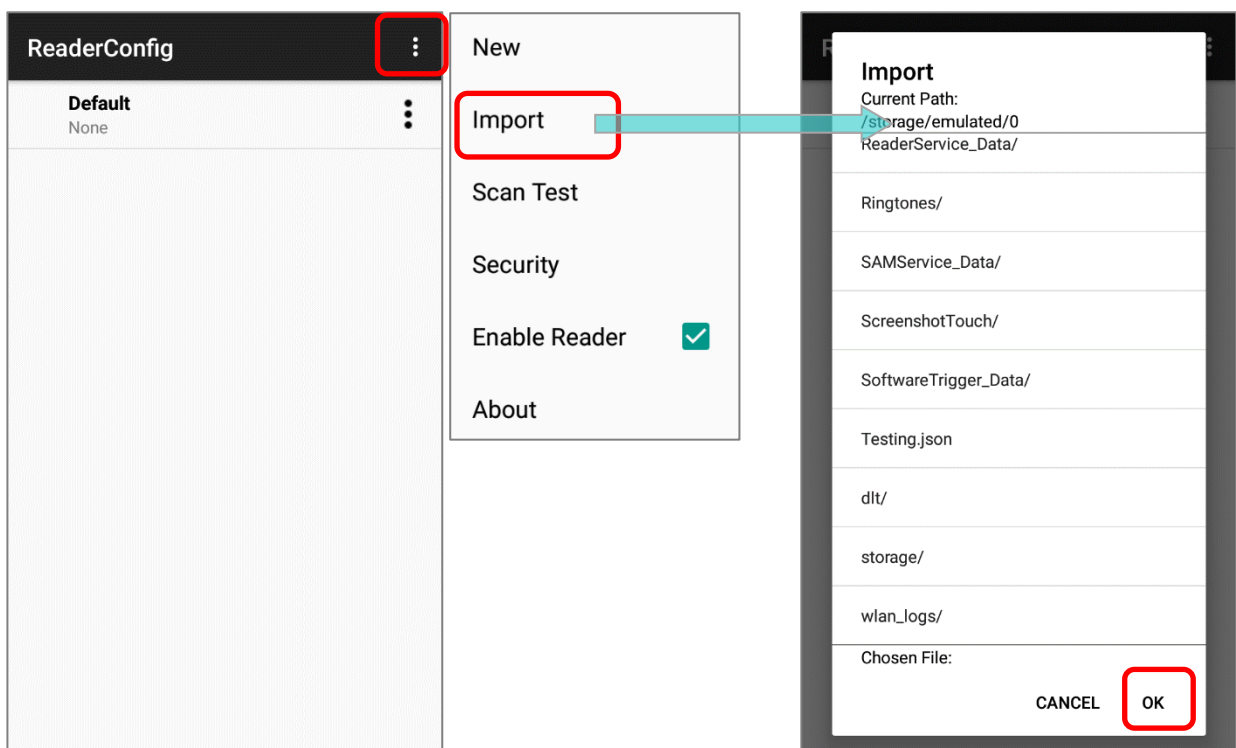 ReaderConfig
Default
None
New
Import
Scan Test
Security
Enable Reader
About
Import
Current Path:
/storage/emulated/0
ReaderService_Data/
Ringtones/
SAMService_Data/
ScreenshotTouch/
SoftwareTrigger_Data/
Testing.json
dlt/
storage/
wlan_logs/
Chosen File:
CANCEL OK